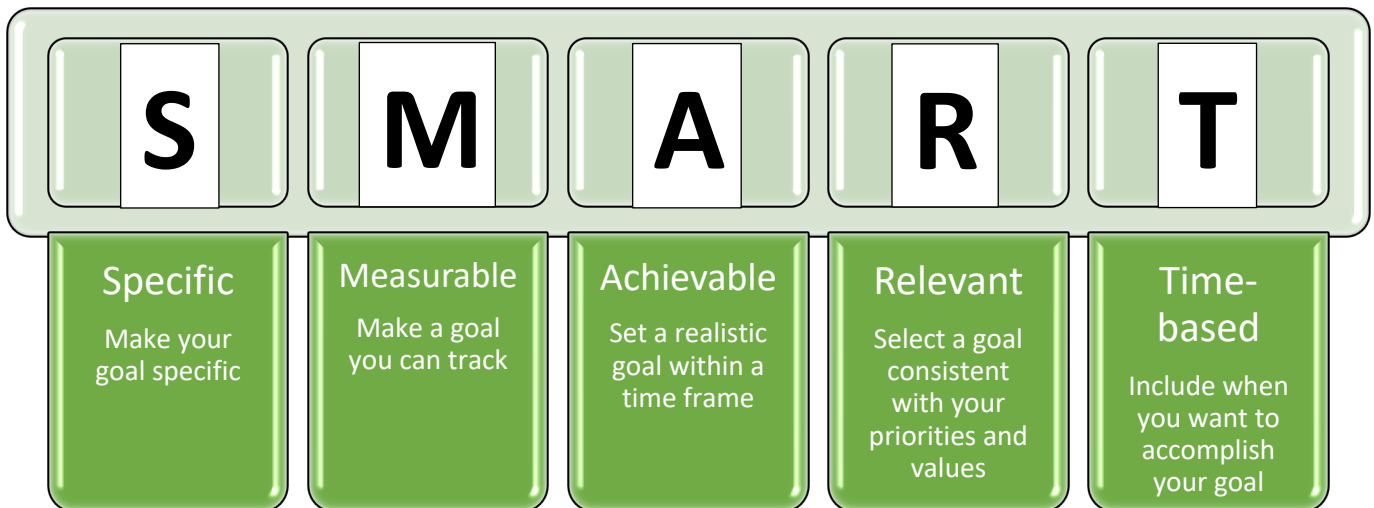 S
M
A
R
T
Specific
Make your
goal specific
Measurable
Make a goal
you can track
Achievable
Set a realistic
goal within a
time frame
Relevant
Select a goal
consistent
with your
priorities and
values
Time-
based
Include when
you want to
accomplish
your goal